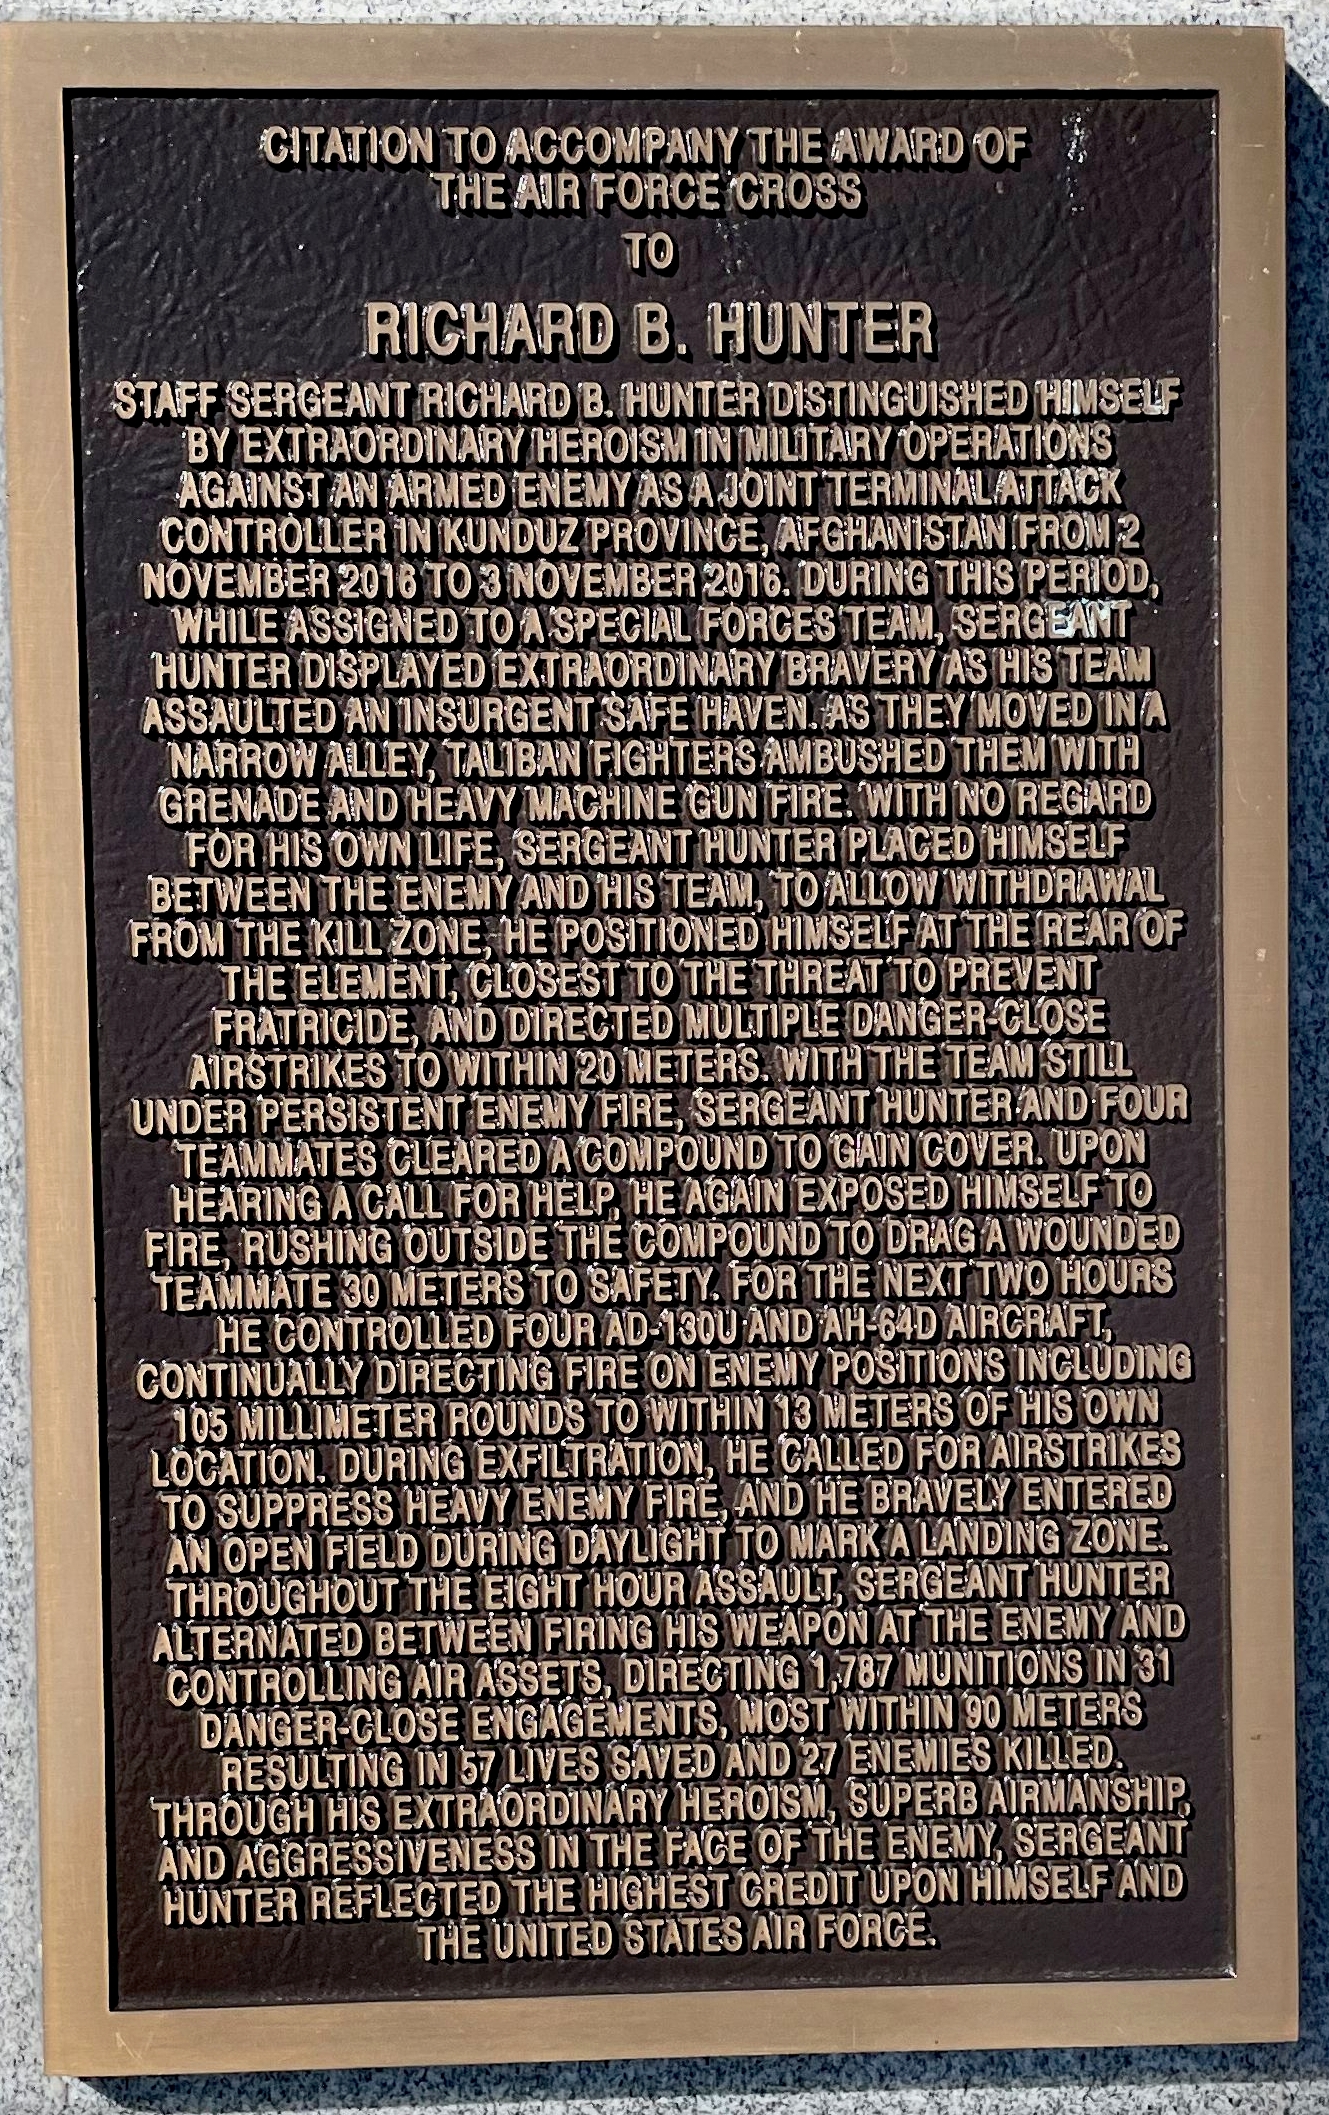 CITATION TO ACCOMPANY THE AWARD OF
THE AIR FORCE CROSS
TO
RICHARD B. HUNTER
STAFF SERGEANT RICHARD B. HUNTER DISTINGUISHED HIMSELF
BY EXTRAORDINARY HEROISM IN MILITARY OPERATIONS
AGAINST AN ARMED ENEMY AS A JOINT TERMINAL ATTACK
CONTROLLER IN KUNDUZ PROVINCE, AFGHANISTAN FROM 2
NOVEMBER 2016 TO 3 NOVEMBER 2016. DURING THIS PERIOD,
WHILE ASSIGNED TO A SPECIAL FORCES TEAM, SERGEANT
HUNTER DISPLAYED EXTRAORDINARY BRAVERY AS HIS TEAM
ASSAULTED AN INSURGENT SAFE HAVEN. AS THEY MOVED IN A
NARROW ALLEY, TALIBAN FIGHTERS AMBUSHED THEM WITH
GRENADE AND HEAVY MACHINE GUN FIRE. WITH NO REGARD
FOR HIS OWN LIFE, SERGEANT HUNTER PLACED HIMSELF
BETWEEN THE ENEMY AND HIS TEAM, TO ALLOW WITHDRAWAL
FROM THE KILL ZONE, HE POSITIONED HIMSELF AT THE REAR OF
THE ELEMENT, CLOSEST TO THE THREAT TO PREVENT
FRATRICIDE, AND DIRECTED MULTIPLE DANGER-CLOSE
AIRSTRIKES TO WITHIN 20 METERS. WITH THE TEAM STILL
UNDER PERSISTENT ENEMY FIRE, SERGEANT HUNTER AND FOUR
TEAMMATES CLEARED A COMPOUND TO GAIN COVER. UPON
HEARING A CALL FOR HELP, HE AGAIN EXPOSED HIMSELF TO
FIRE, RUSHING OUTSIDE THE COMPOUND TO DRAG A WOUNDED
TEAMMATE 30 METERS TO SAFETY. FOR THE NEXT TWO HOURS
HE CONTROLLED FOUR AD-130U AND AH-64D AIRCRAFT,
CONTINUALLY DIRECTING FIRE ON ENEMY POSITIONS INCLUDING
105 MILLIMETER ROUNDS TO WITHIN 13 METERS OF HIS OWN
LOCATION. DURING EXFILTRATION, HE CALLED FOR AIRSTRIKES
TO SUPPRESS HEAVY ENEMY FIRE, AND HE BRAVELY ENTERED
AN OPEN FIELD DURING DAYLIGHT TO MARK A LANDING ZONE.
THROUGHOUT THE EIGHT HOUR ASSAULT, SERGEANT HUNTER
ALTERNATED BETWEEN FIRING HIS WEAPON AT THE ENEMY AND
CONTROLLING AIR ASSETS, DIRECTING 1,787 MUNITIONS IN 31
DANGER-CLOSE ENGAGEMENTS, MOST WITHIN 90 METERS
RESULTING IN 57 LIVES SAVED AND 27 ENEMIES KILLED.
THROUGH HIS EXTRAORDINARY HEROISM, SUPERB AIRMANSHIP,
AND AGGRESSIVENESS IN THE FACE OF THE ENEMY, SERGEANT
HUNTER REFLECTED THE HIGHEST CREDIT UPON HIMSELF AND
THE UNITED STATES AIR FORCE.